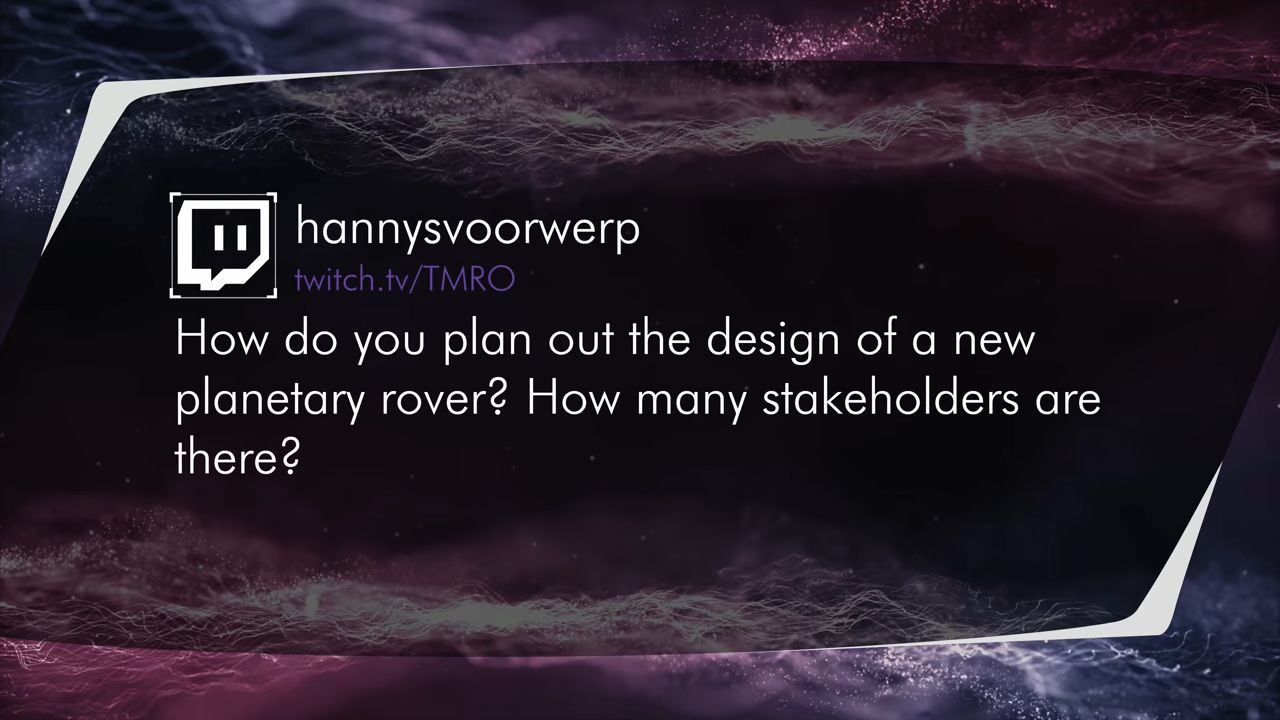 hannysvoorwerp
twitch.tv/TMRO
How do you plan out the design of a new
planetary rover? How many stakeholders are
there?